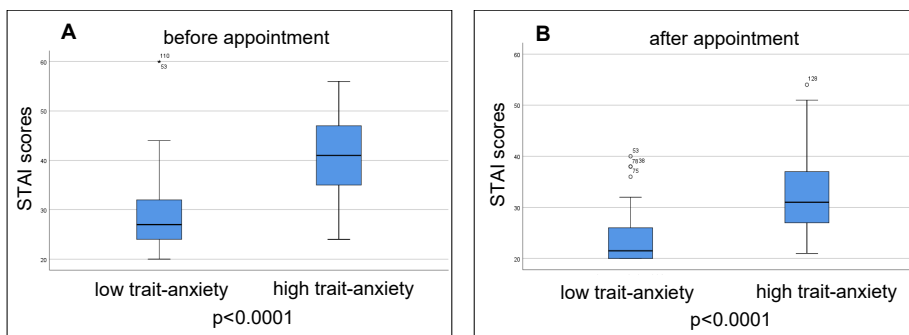 A
before appointment
STAI scores
60
50
40
30
20
110
53
low trait-anxiety high trait-anxiety
p<0.0001
B
after appointment
STAI scores
60
50
40
30
20
128
53
7838
75
low trait-anxiety high trait-anxiety
p<0.0001